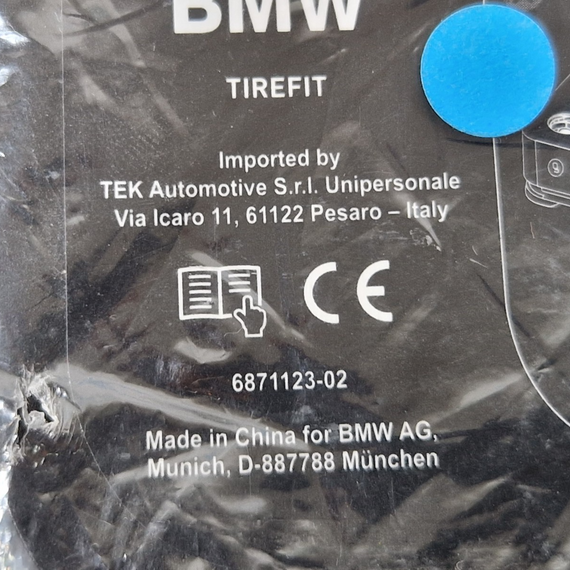 BMW
TIREFIT
Imported by
TEK Automotive S.r.l. Unipersonale
Via Icaro 11, 61122 Pesaro – Italy
CE
6871123-02
Made in China for BMW AG,
Munich, D-887788 München